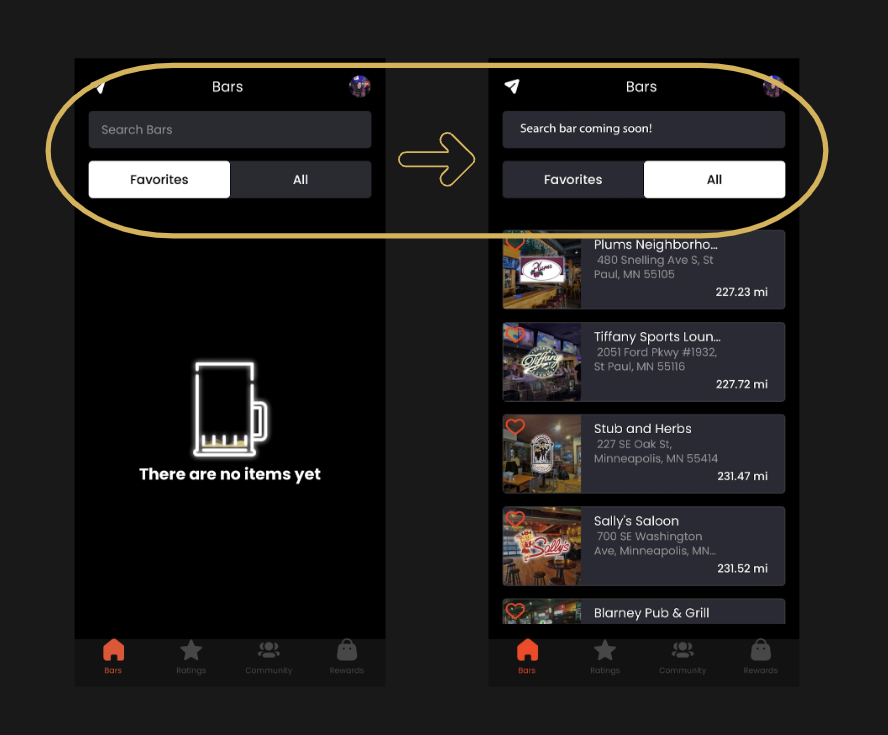 Bars
Search Bars
Favorites
All
There are no items yet
Bars
Ratings
Community
Rewards
Bars
Search bar coming soon!
Favorites
All
Plums Neighborho...
480 Snelling Ave S, St
Paul, MN 55105
227.23 mi
Plums
Tiffany Sports Loun...
2051 Ford Pkwy #1932,
St Paul, MN 55116
227.72 mi
Tiffany
Stub and Herbs
227 SE Oak St,
Minneapolis, MN 55414
231.47 mi
Sally's Saloon
700 SE Washington
Ave, Minneapolis, MN...
231.52 mi
Sally's
Blarney Pub & Grill
Bars
Ratings
Community
Rewards